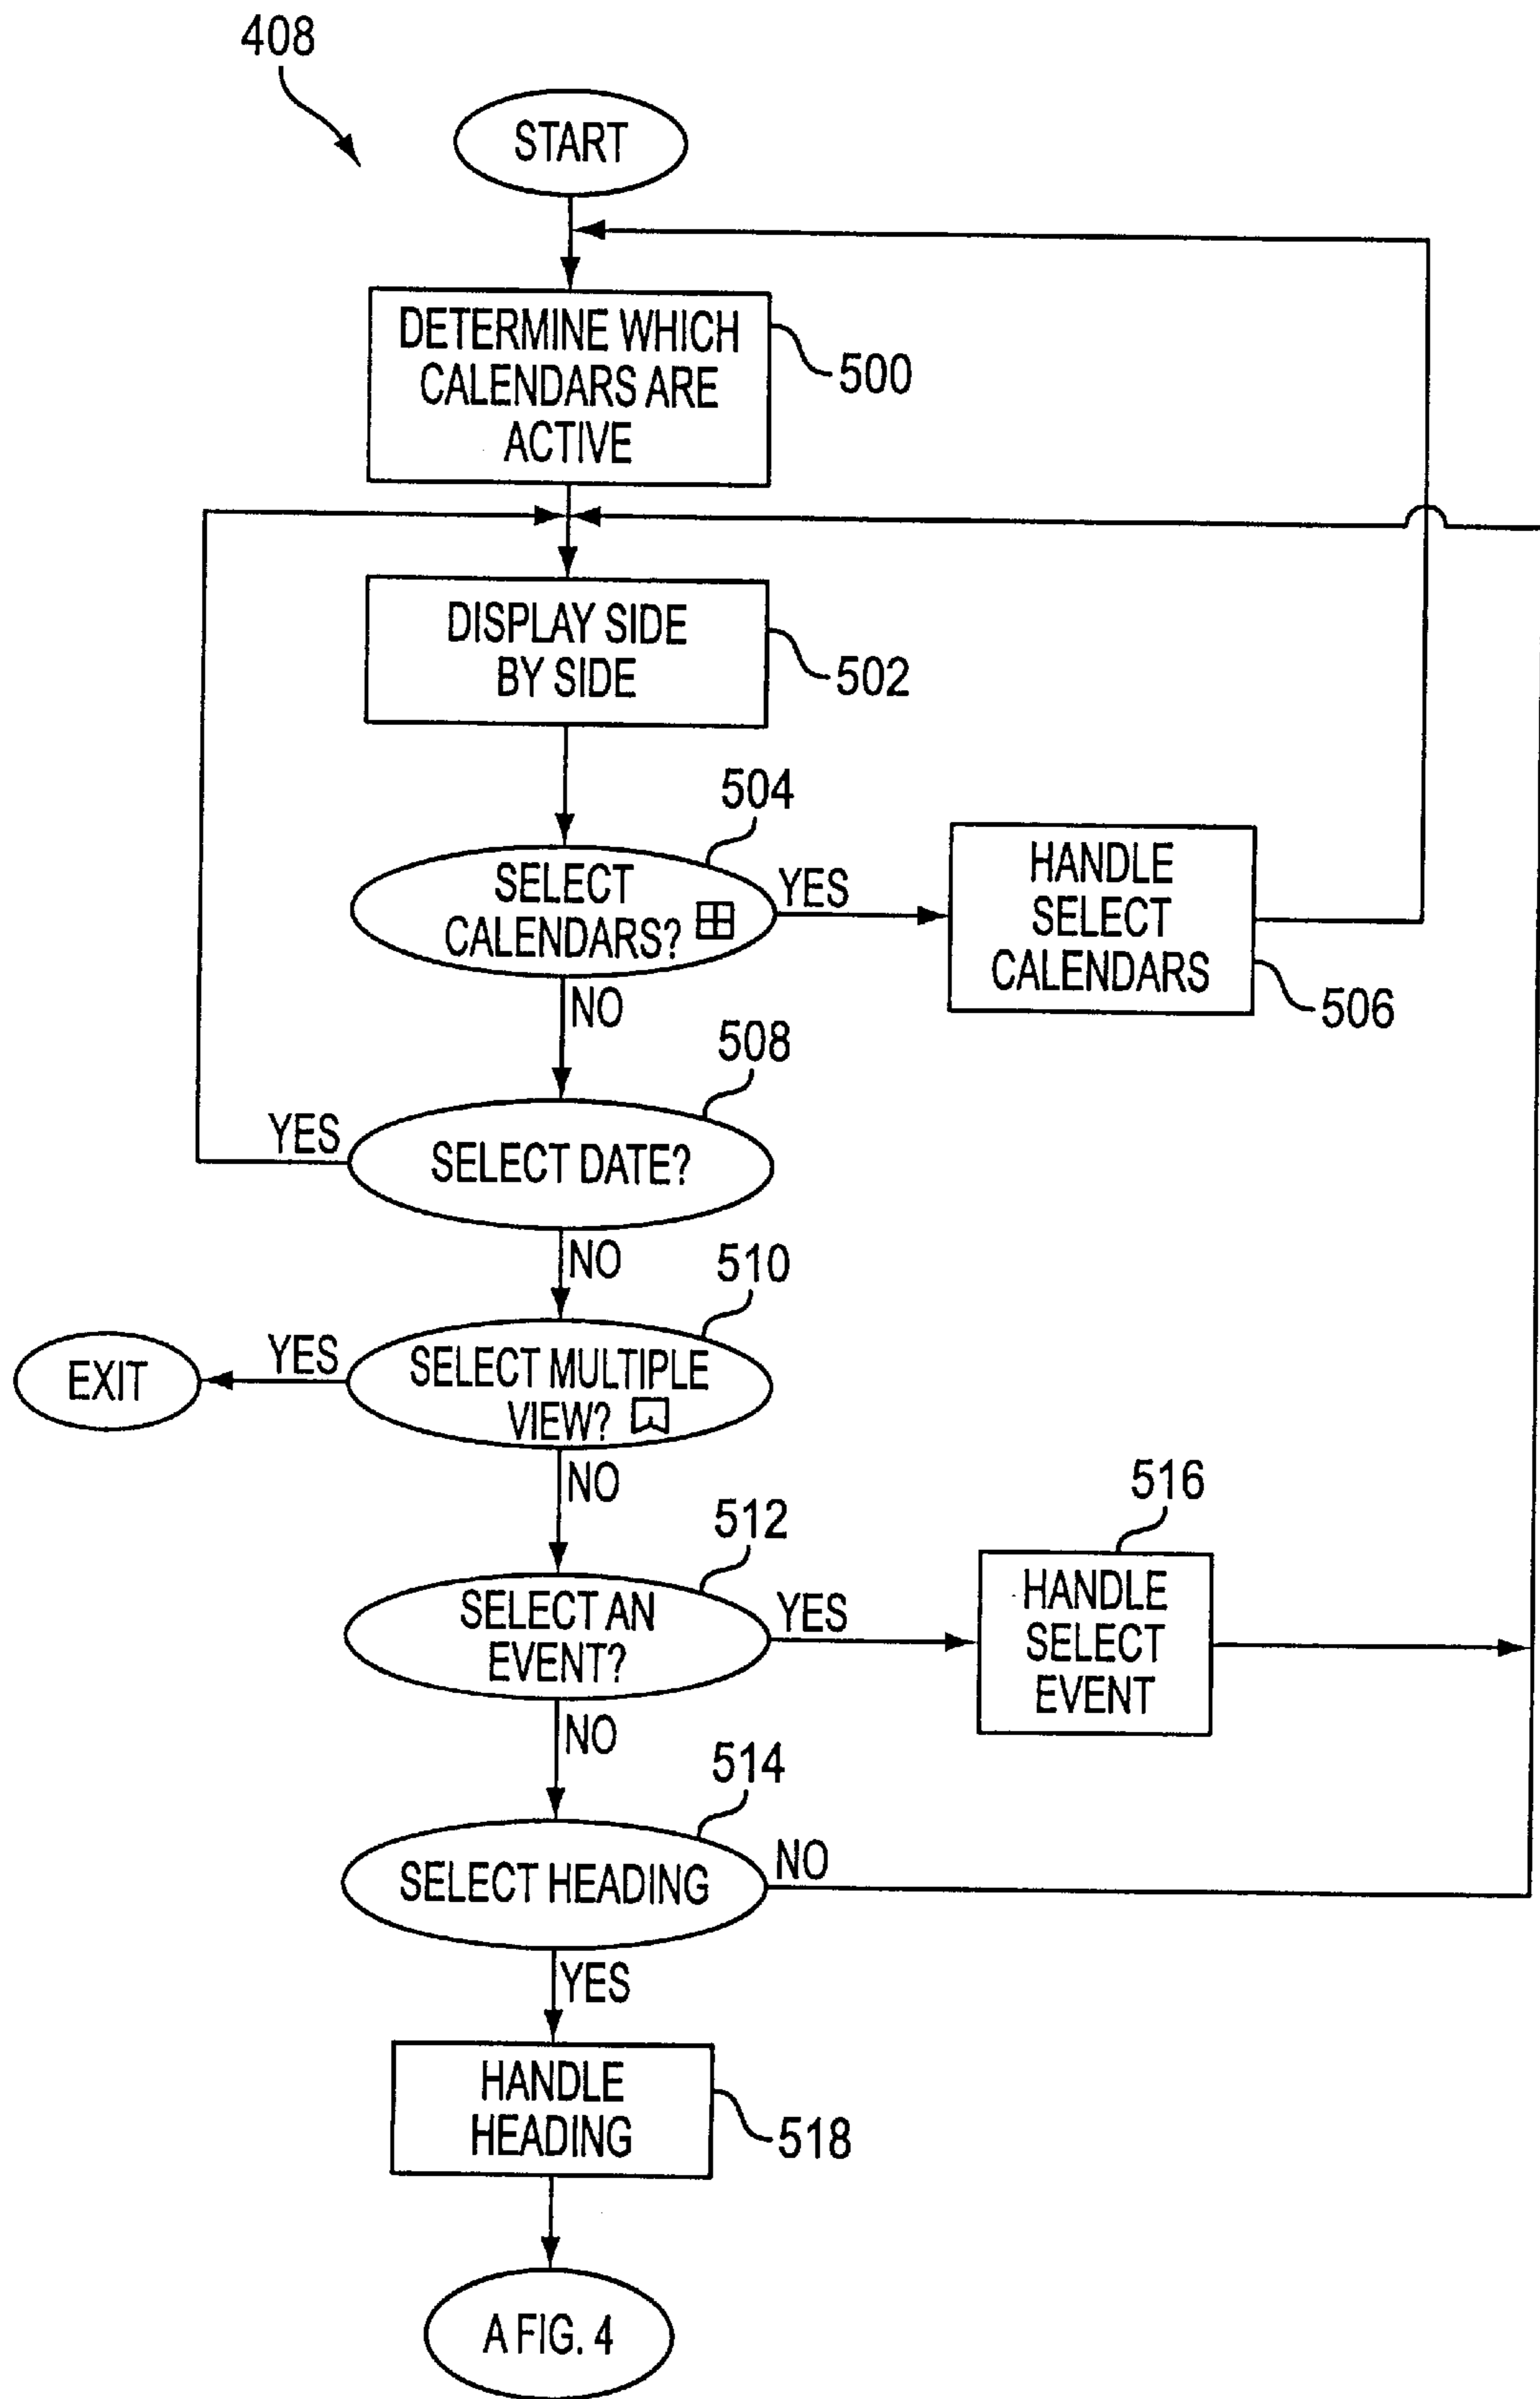 408
START
DETERMINE WHICH
CALENDARS ARE
ACTIVE
500
DISPLAY SIDE
BY SIDE
502
504
SELECT
CALENDARS?
YES
HANDLE
SELECT
CALENDARS
506
NO
508
YES
SELECT DATE?
NO
510
EXIT
YES
SELECT MULTIPLE
VIEW?
NO
512
SELECT AN
EVENT?
YES
516
HANDLE
SELECT
EVENT
NO
514
SELECT HEADING
NO
YES
HANDLE
HEADING
518
A FIG. 4